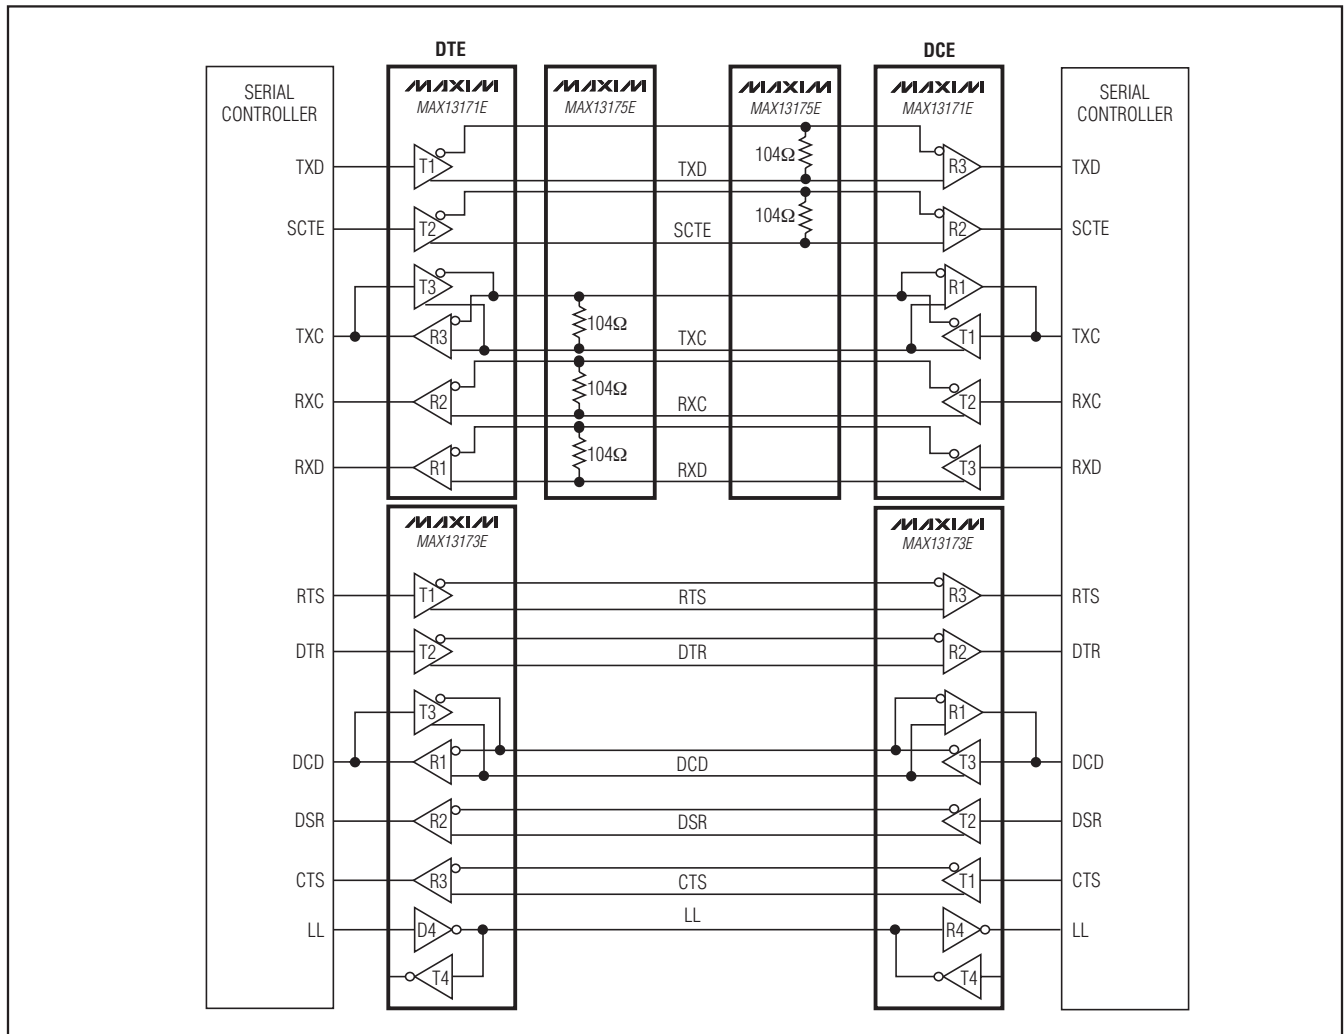 DTE
DCE
SERIAL
CONTROLLER
MAXIM
MAX13171E
MAXIM
MAX13175E
MAXIM
MAX13175E
MAXIM
MAX13171E
SERIAL
CONTROLLER
TXD
T1
TXD
104Ω
R3
TXD
SCTE
T2
SCTE
104Ω
R2
SCTE
T3
R1
TXC
R3
104Ω
TXC
T1
TXC
RXC
R2
104Ω
RXC
T2
RXC
RXD
R1
104Ω
RXD
T3
RXD
MAXIM
MAX13173E
MAXIM
MAX13173E
RTS
T1
RTS
R3
RTS
DTR
T2
DTR
R2
DTR
T3
R1
DCD
R1
DCD
T3
DCD
DSR
R2
DSR
T2
DSR
CTS
R3
CTS
T1
CTS
LL
D4
LL
R4
LL
T4
T4